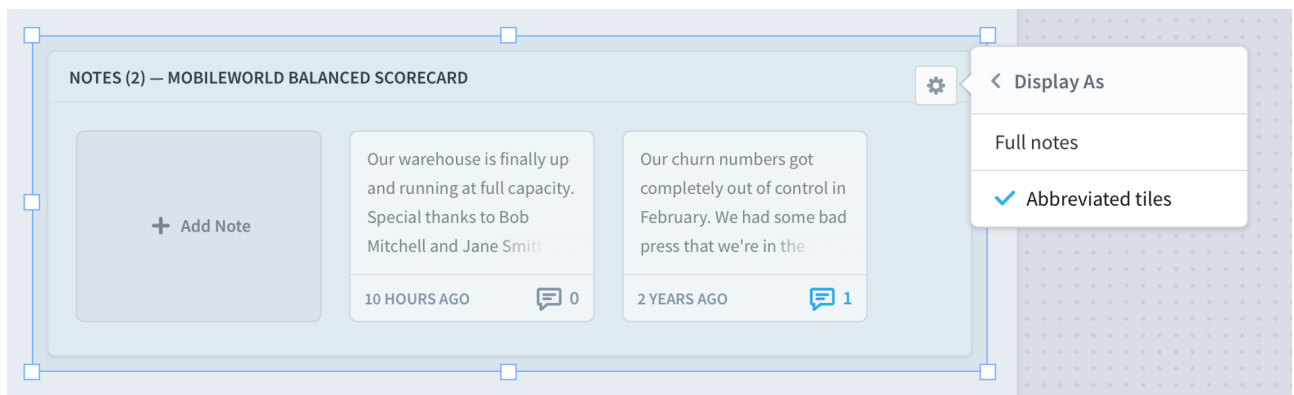 NOTES (2) — MOBILEWORLD BALANCED SCORECARD
Display As
Full notes
Abbreviated tiles
Add Note
Our warehouse is finally up
and running at full capacity.
Special thanks to Bob
Mitchell and Jane Smith
10 HOURS AGO
0
Our churn numbers got
completely out of control in
February. We had some bad
press that we're in the
2 YEARS AGO
1